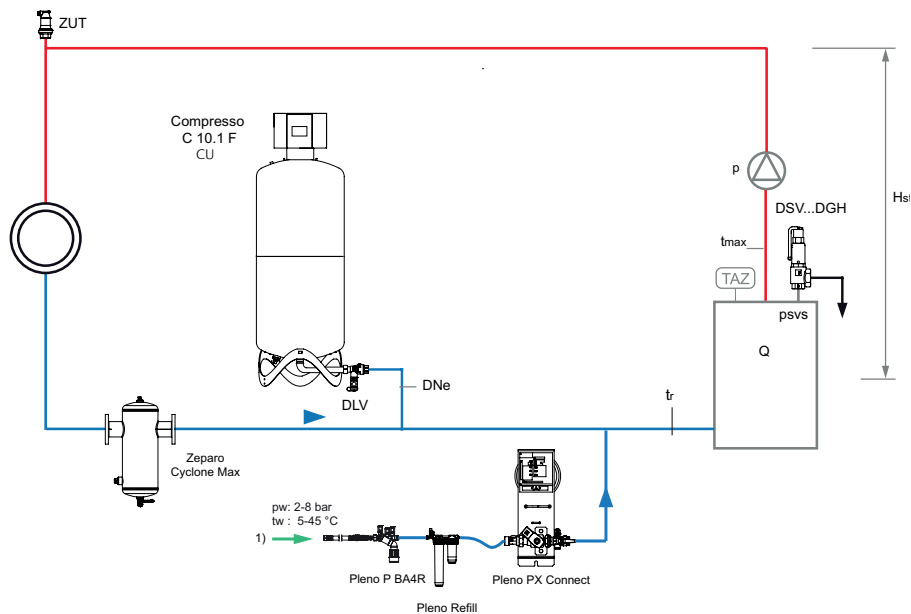 ZUT
Compresso
C 10.1 F
CU
p
Hst
DSV...DGH
tmax
TAZ
psvs
Q
DNe
DLV
tr
Zeparo
Cyclone Max
pw: 2-8 bar
tw : 5-45 °C
1)
Pleno P BA4R
Pleno PX Connect
Pleno Refill